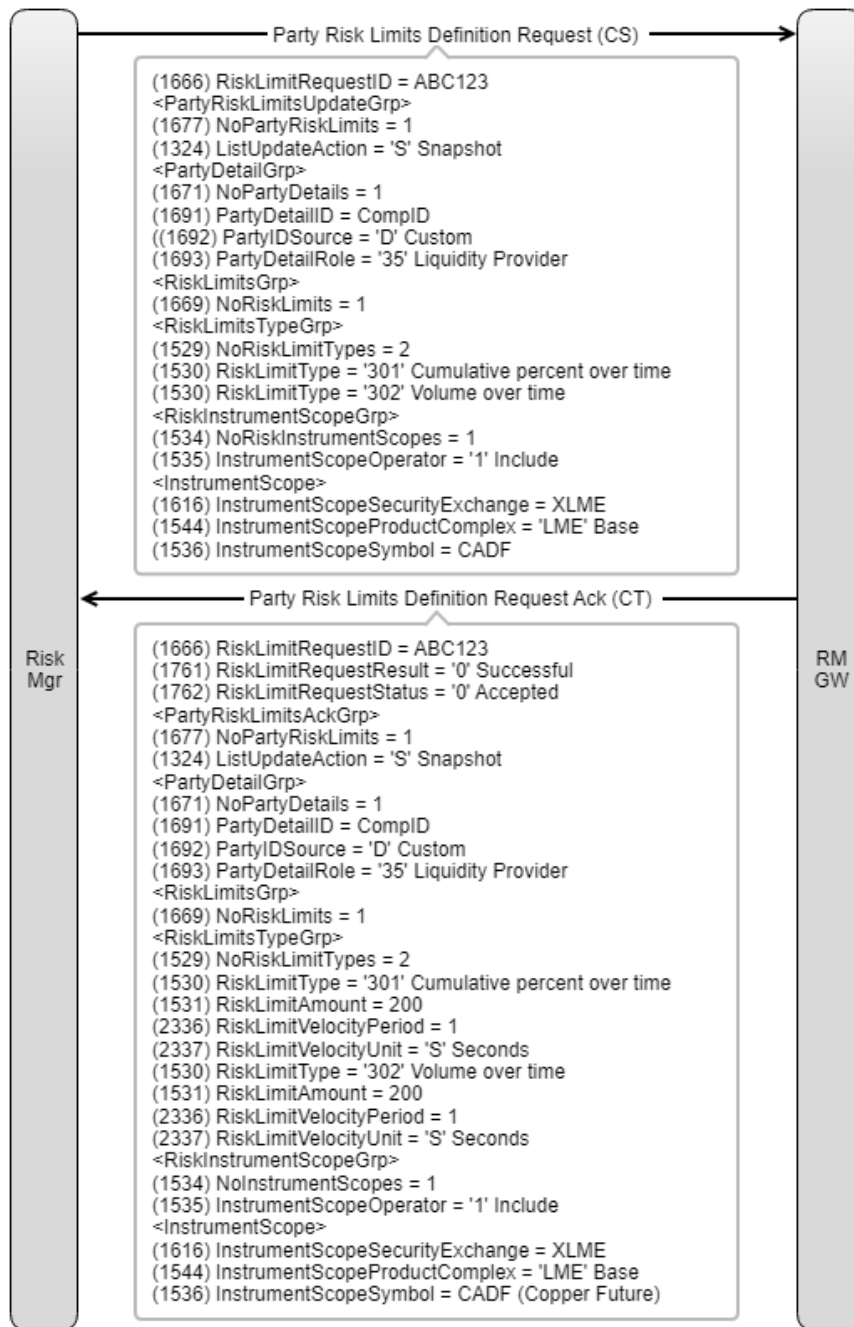 Party Risk Limits Definition Request (CS)
(1666) RiskLimitRequestID = ABC123
<PartyRiskLimitsUpdateGrp>
(1677) NoPartyRiskLimits = 1
(1324) ListUpdateAction = 'S' Snapshot
<PartyDetailGrp>
(1671) NoPartyDetails = 1
(1691) PartyDetailID = CompID
((1692) PartyIDSource = 'D' Custom
(1693) PartyDetailRole = '35' Liquidity Provider
<RiskLimitsGrp>
(1669) NoRiskLimits = 1
<RiskLimitsTypeGrp>
(1529) NoRiskLimitTypes = 2
(1530) RiskLimitType = '301' Cumulative percent over time
(1530) RiskLimitType = '302' Volume over time
<RiskInstrumentScopeGrp>
(1534) NoRiskInstrumentScopes = 1
(1535) InstrumentScopeOperator = '1' Include
<InstrumentScope>
(1616) InstrumentScopeSecurityExchange = XLME
(1544) InstrumentScopeProductComplex = 'LME' Base
(1536) InstrumentScopeSymbol = CADF
Party Risk Limits Definition Request Ack (CT)
Risk
Mgr
RM
GW
(1666) RiskLimitRequestID = ABC123
(1761) RiskLimitRequestResult = '0' Successful
(1762) RiskLimitRequestStatus = '0' Accepted
<PartyRiskLimitsAckGrp>
(1677) NoPartyRiskLimits = 1
(1324) ListUpdateAction = 'S' Snapshot
<PartyDetailGrp>
(1671) NoPartyDetails = 1
(1691) PartyDetailID = CompID
(1692) PartyIDSource = 'D' Custom
(1693) PartyDetailRole = '35' Liquidity Provider
<RiskLimitsGrp>
(1669) NoRiskLimits = 1
<RiskLimitsTypeGrp>
(1529) NoRiskLimitTypes = 2
(1530) RiskLimitType = '301' Cumulative percent over time
(1531) RiskLimitAmount = 200
(2336) RiskLimitVelocityPeriod = 1
(2337) RiskLimitVelocityUnit = 'S' Seconds
(1530) RiskLimitType = '302' Volume over time
(1531) RiskLimitAmount = 200
(2336) RiskLimitVelocityPeriod = 1
(2337) RiskLimitVelocityUnit = 'S' Seconds
<RiskInstrumentScopeGrp>
(1534) NoInstrumentScopes = 1
(1535) InstrumentScopeOperator = '1' Include
<InstrumentScope>
(1616) InstrumentScopeSecurityExchange = XLME
(1544) InstrumentScopeProductComplex = 'LME' Base
(1536) InstrumentScopeSymbol = CADF (Copper Future)